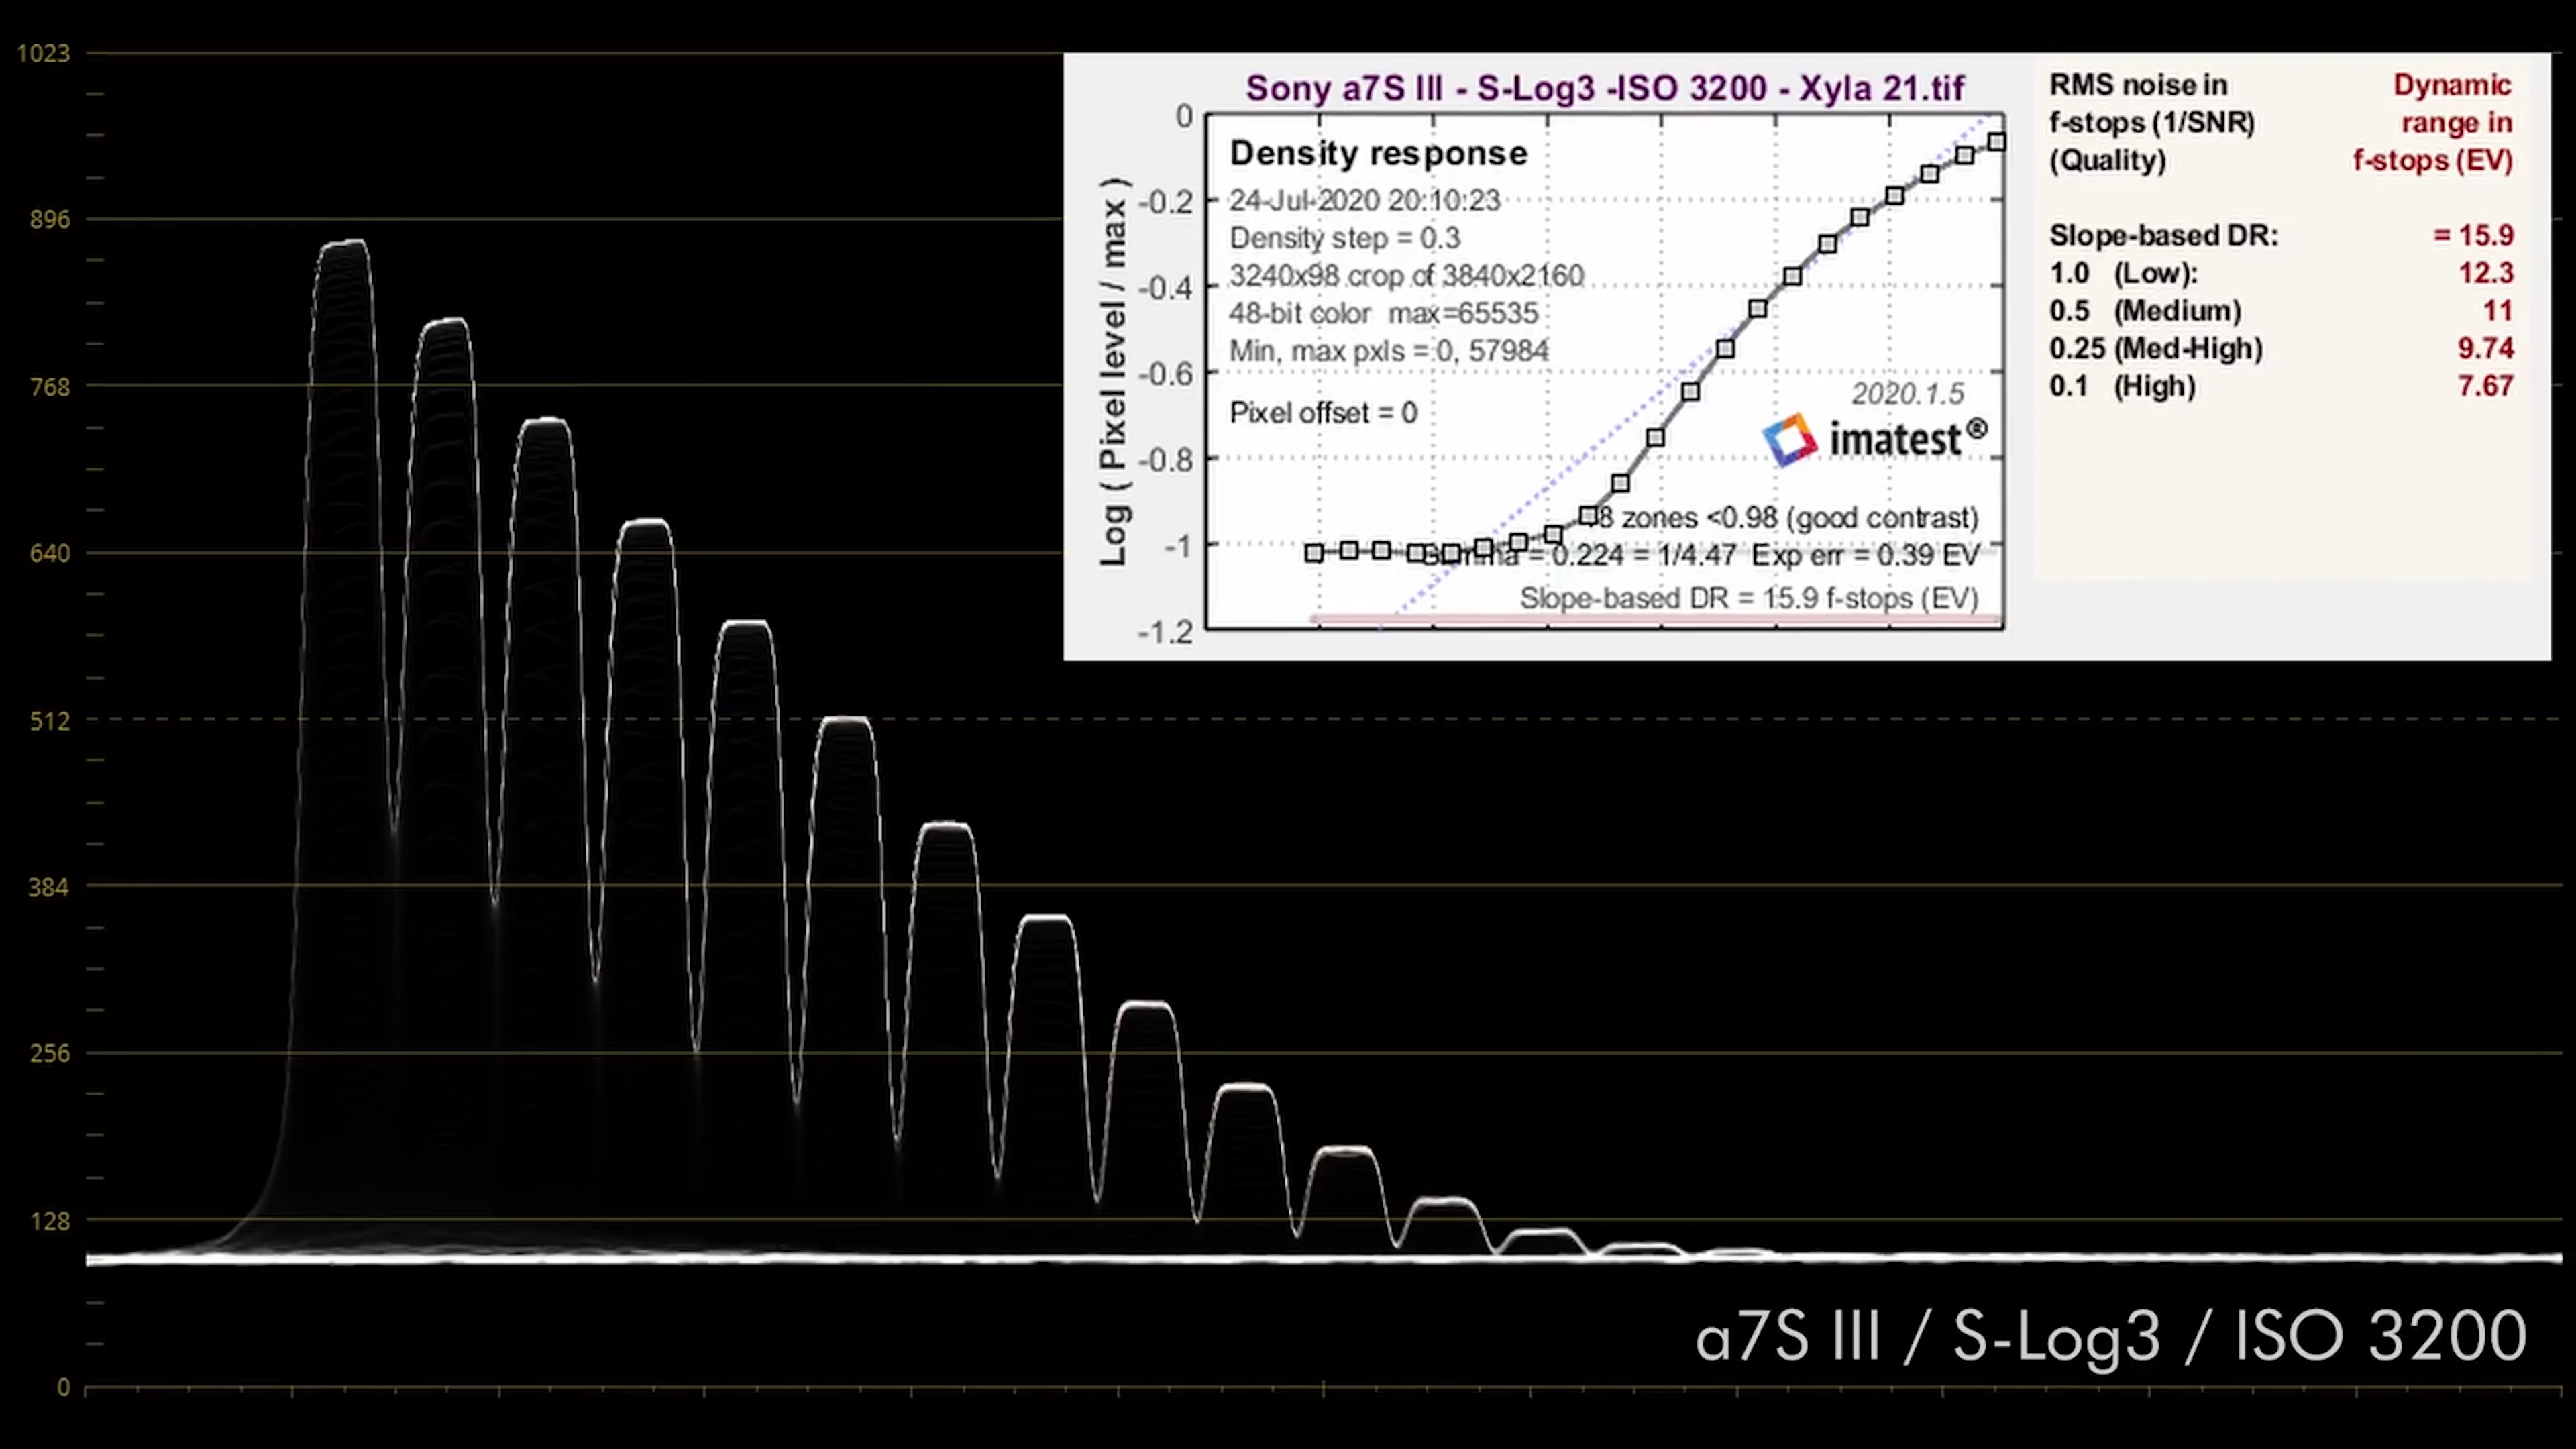 1023
896
768
640
512
384
256
128
0
Sony a7S III - S-Log3 -ISO 3200 - Xyla 21.tif
Log ( Pixel level / max )
0
-0.2
-0.4
-0.6
-0.8
-1
-1.2
Density response
24-Jul-2020 20:10:23
Density step = 0.3
3240x98 crop of 3840x2160
48-bit color max=65535
Min, max pxls = 0, 57984
Pixel offset = 0
2020.1.5
imatest®
8 zones <0.98 (good contrast)
= 0.224 = 1/4.47 Exp err = 0.39 EV
Slope-based DR = 15.9 f-stops (EV)
RMS noise in Dynamic
f-stops (1/SNR) range in
(Quality) f-stops (EV)
Slope-based DR: = 15.9
1.0 (Low): 12.3
0.5 (Medium) 11
0.25 (Med-High) 9.74
0.1 (High) 7.67
a7S III / S-Log3 / ISO 3200